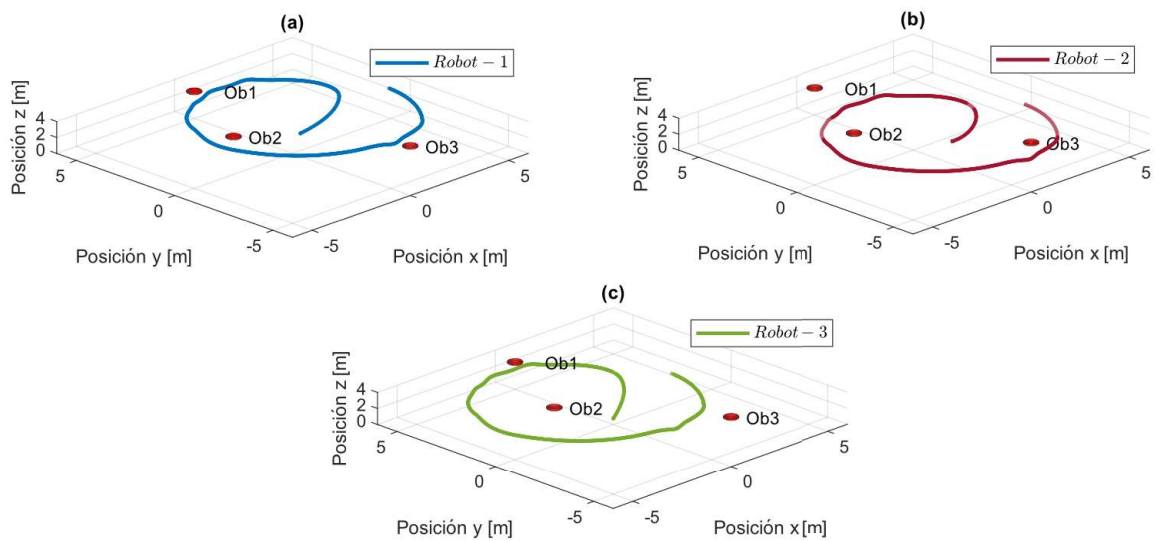 (a)
Robot − 1
Ob1
Ob2
Ob3
Posición z [m]
4
2
0
5
0
-5
Posición y [m]
-5
0
5
Posición x [m]
(b)
Robot − 2
Ob1
Ob2
Ob3
Posición z [m]
4
2
0
5
0
-5
Posición y [m]
-5
0
5
Posición x [m]
(c)
Robot − 3
Ob1
Ob2
Ob3
Posición z [m]
4
2
0
5
0
-5
Posición y [m]
-5
0
5
Posición x [m]